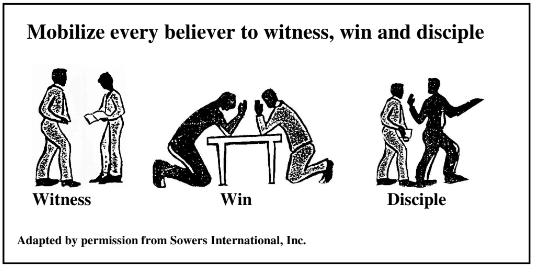 Mobilize every believer to witness, win and disciple
Witness Win Disciple
Adapted by permission from Sowers International, Inc.